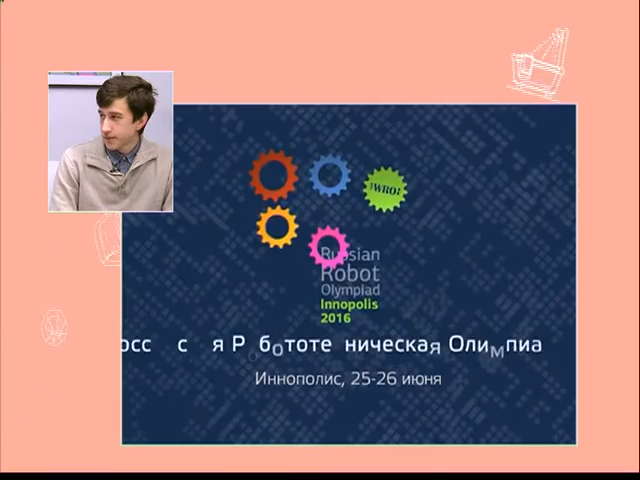 !WRO!
Russian
Robot
Olympiad
Innopolis
2016
осс с я Р бототе ническая Олимпиа
Иннополис, 25-26 июня